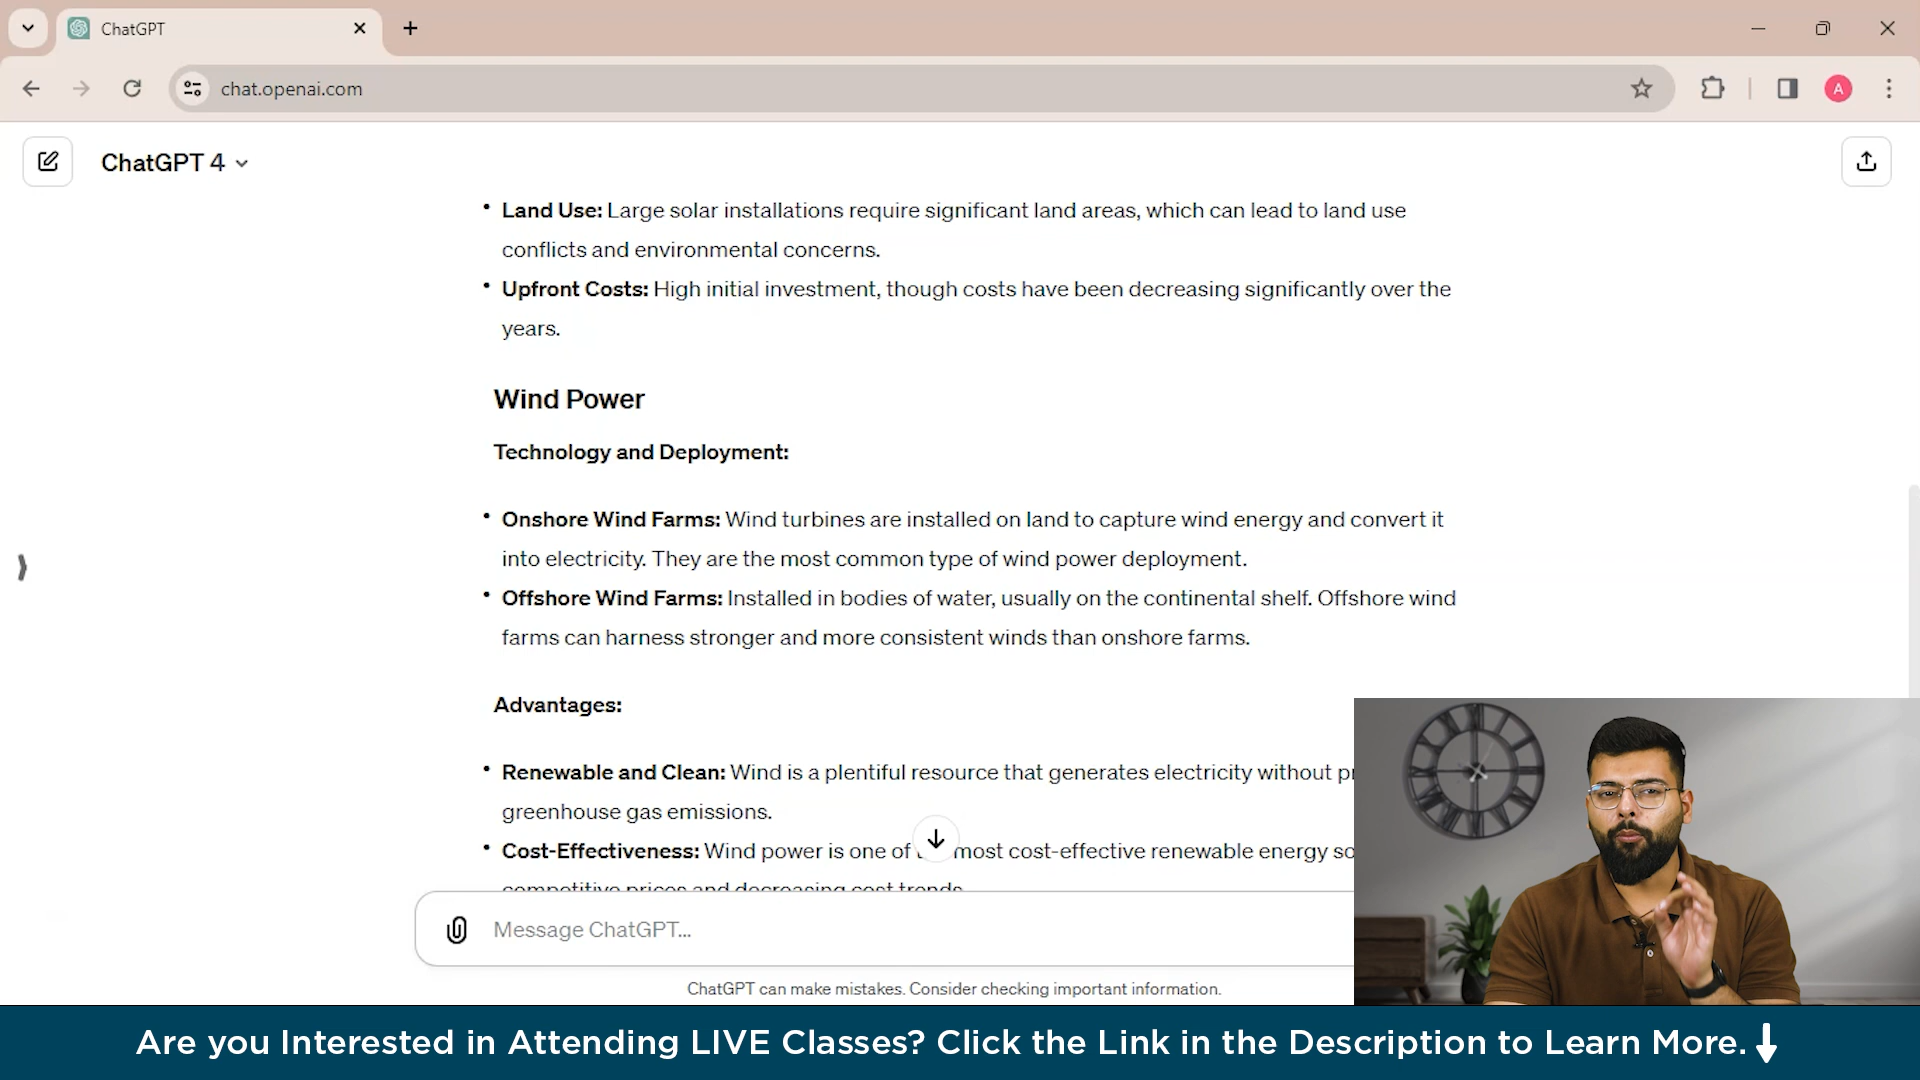 ChatGPT
chat.openai.com
A
ChatGPT 4
• Land Use: Large solar installations require significant land areas, which can lead to land use
conflicts and environmental concerns.
• Upfront Costs: High initial investment, though costs have been decreasing significantly over the
years.
Wind Power
Technology and Deployment:
• Onshore Wind Farms: Wind turbines are installed on land to capture wind energy and convert it
into electricity. They are the most common type of wind power deployment.
• Offshore Wind Farms: Installed in bodies of water, usually on the continental shelf. Offshore wind
farms can harness stronger and more consistent winds than onshore farms.
Advantages:
• Renewable and Clean: Wind is a plentiful resource that generates electricity without
greenhouse gas emissions.
• Cost-Effectiveness: Wind power is one of most cost-effective renewable energy
competitive prices and decreasing cost trends.
Message ChatGPT...
ChatGPT can make mistakes. Consider checking important information.
Are you Interested in Attending LIVE Classes? Click the Link in the Description to Learn More.